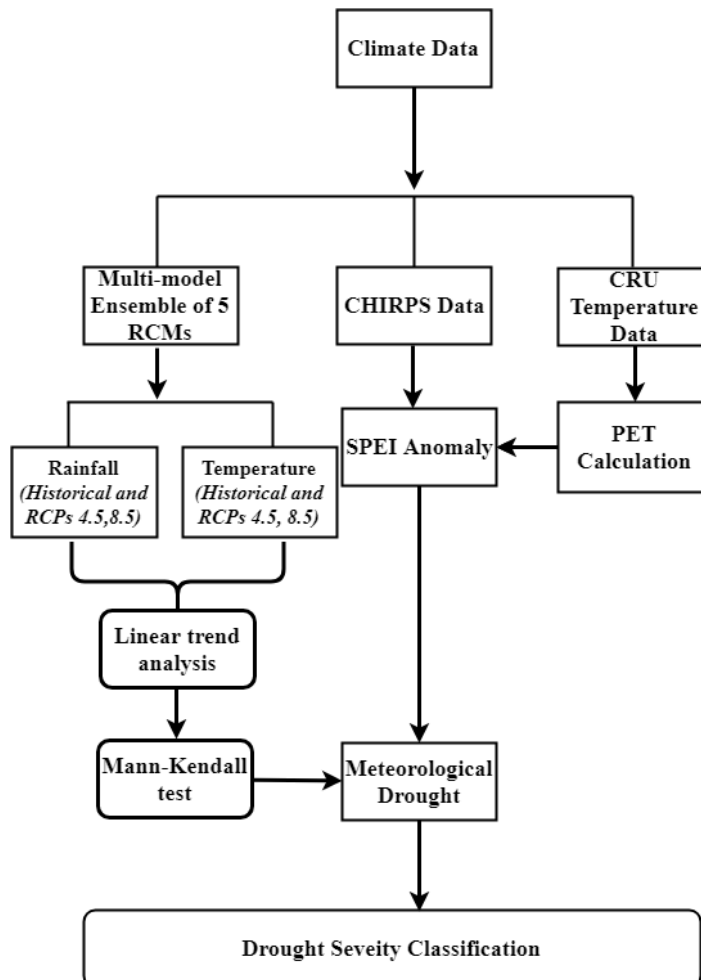 Climate Data
Multi-model
Ensemble of 5
RCMs
CHIRPS Data
CRU
Temperature
Data
Rainfall
(Historical and
RCPs 4.5,8.5)
Temperature
(Historical and
RCPs 4.5, 8.5)
SPEI Anomaly
PET
Calculation
Linear trend
analysis
Mann-Kendall
test
Meteorological
Drought
Drought Seveity Classification